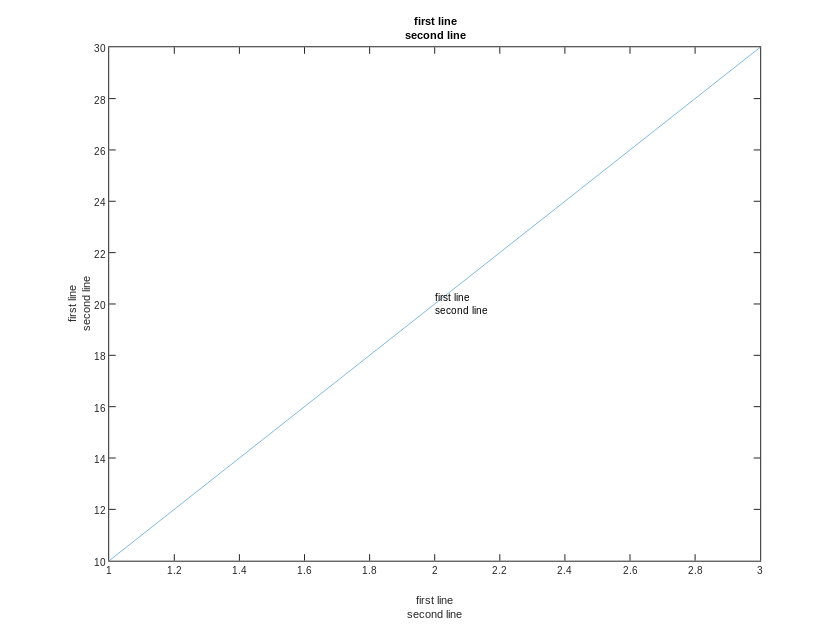 first line
second line
30
28
26
24
22
20
18
16
14
12
10
first line
second line
first line
second line
1 1.2 1.4 1.6 1.8 2 2.2 2.4 2.6 2.8 3
first line
second line